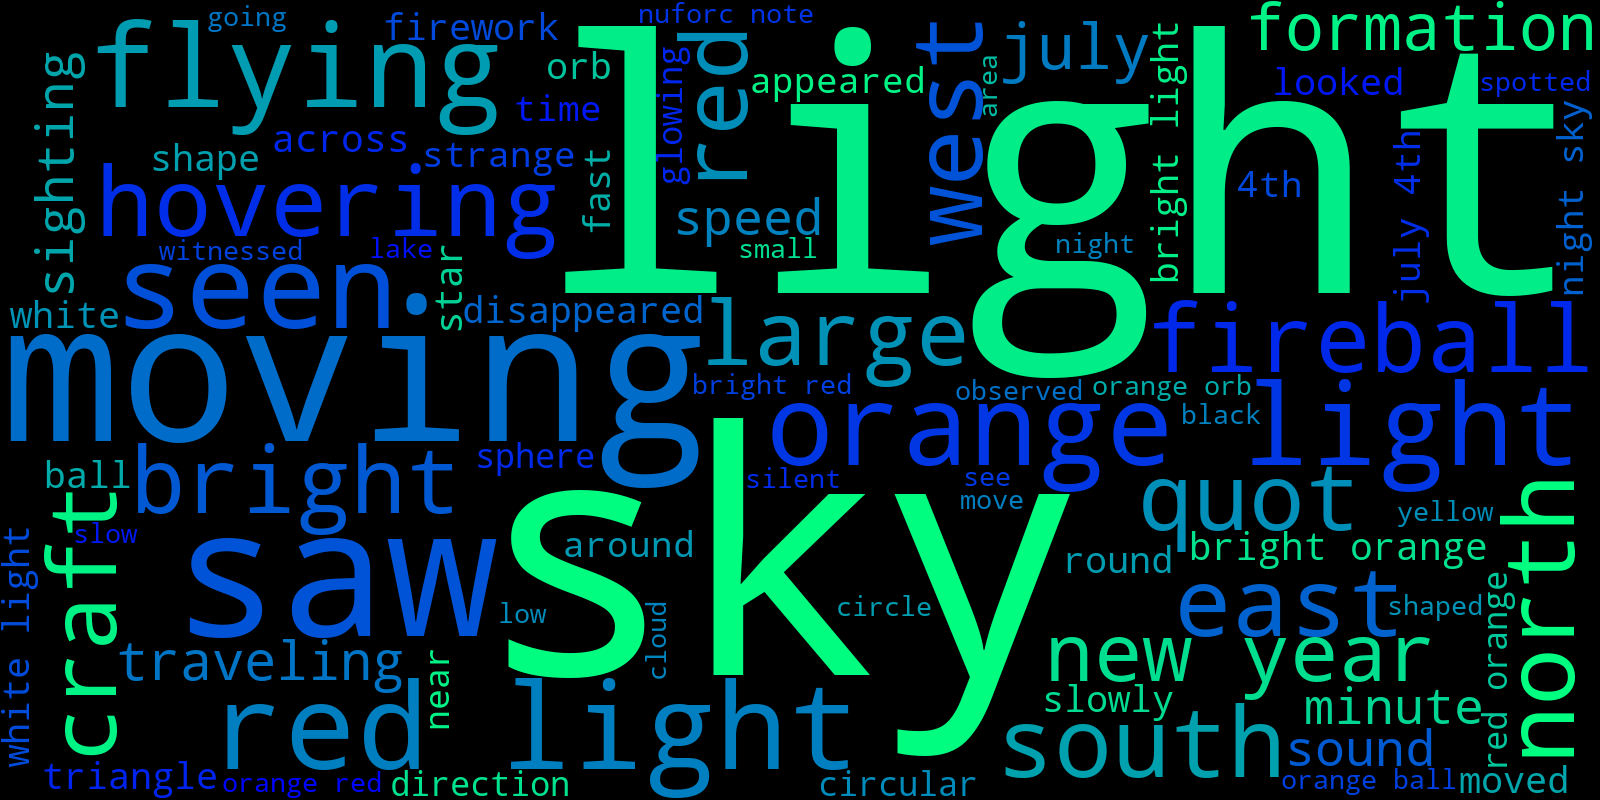 going
firework
nuforc note
flying
light
red
west
july
formation
orb
appeared
area
bright light
looked
spotted
sighting
time
glowing
night sky
shape
across
strange
fast
july 4th
hovering
speed
4th
witnessed
lake
small
night
seen
star
white
disappeared
large
fireball
moving
bright red
observed
orange orb
orange light
black
bright
sphere
silent
see
move
quot
ball
sky
yellow
north
craft
slow
saw
around
round
bright orange
white light
low
cloud
circle
east
shaped
red orange
traveling
near
new year
red light
slowly
minute
south
sound
triangle
orange red
direction
circular
orange ball
moved